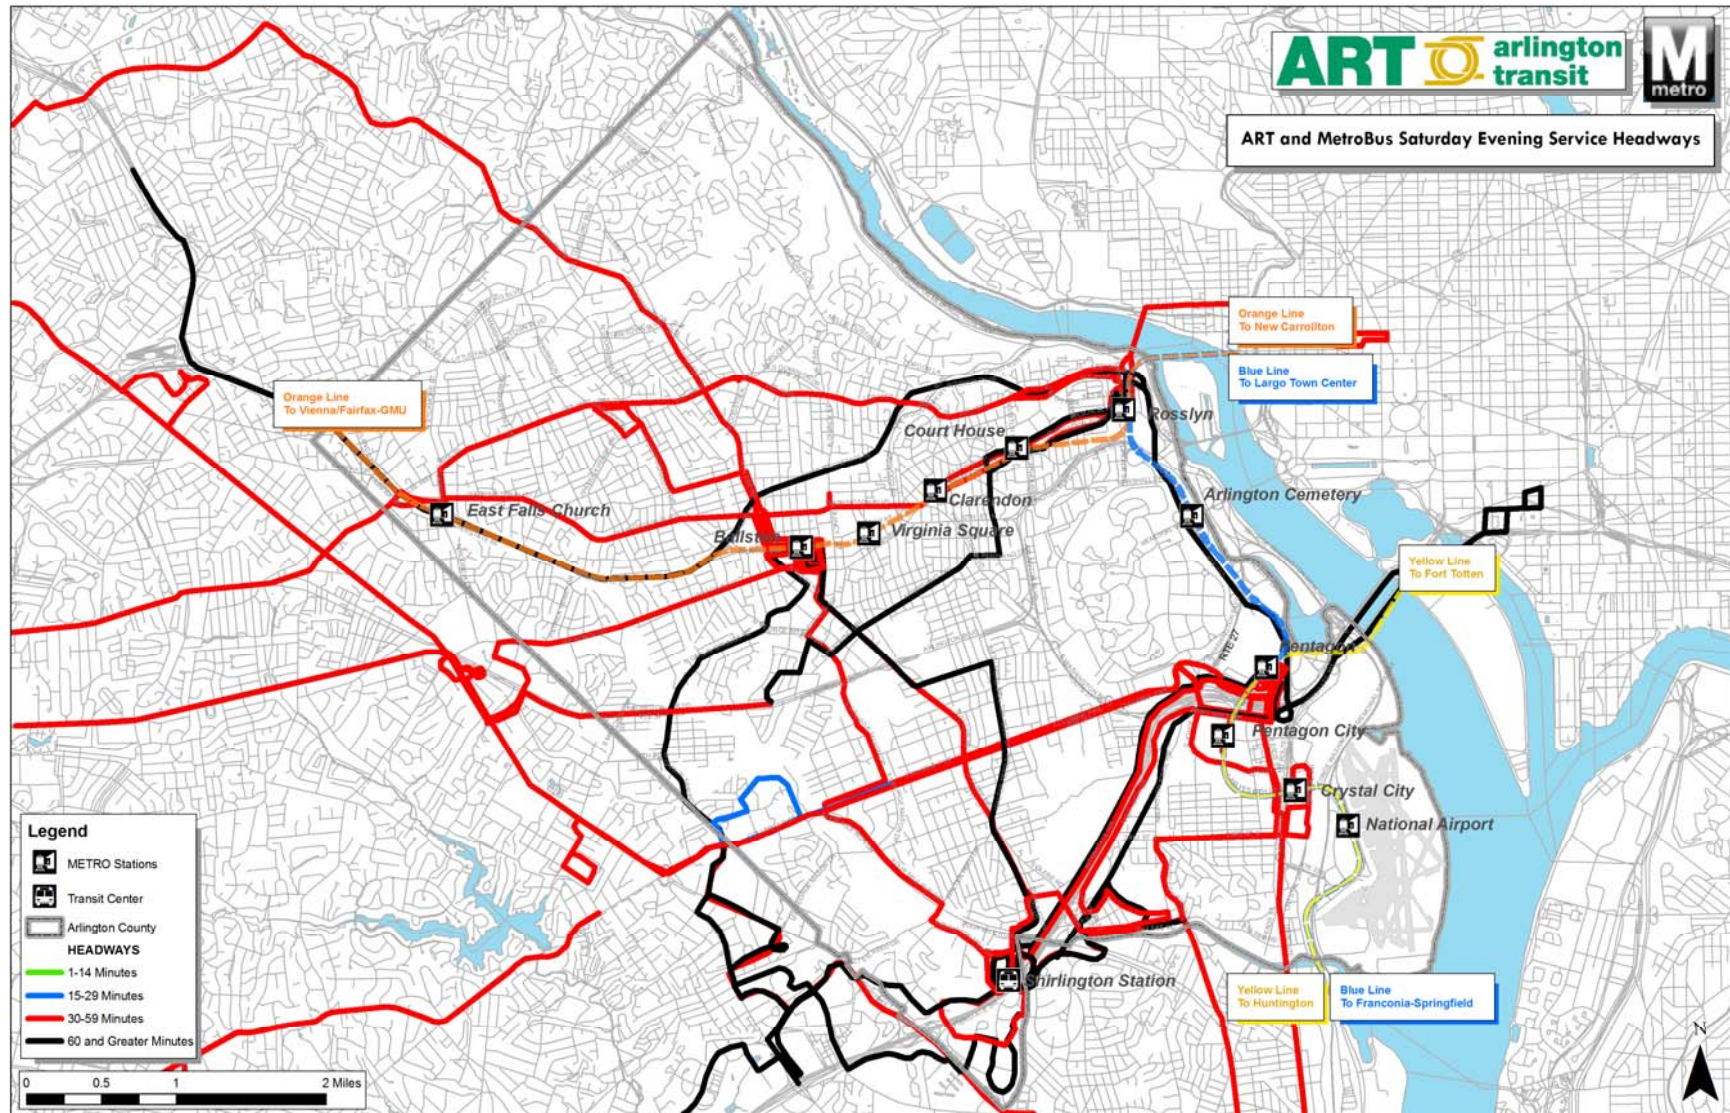 ART arlington
transit
M
metro
ART and MetroBus Saturday Evening Service Headways
Orange Line
To New Carrollton
Blue Line
To Largo Town Center
Orange Line
To Vienna/Fairfax-GMU
Rosslyn
Court House
Clarendon
Arlington Cemetery
East Falls Church
Virginia Square
Ballston
Yellow Line
To Fort Totten
RTE 27
Pentagon
Pentagon City
Crystal City
National Airport
Shirlington Station
Yellow Line
To Huntington
Blue Line
To Franconia-Springfield
Legend
METRO Stations
Transit Center
Arlington County
HEADWAYS
1-14 Minutes
15-29 Minutes
30-59 Minutes
60 and Greater Minutes
0 0.5 1 2 Miles
N